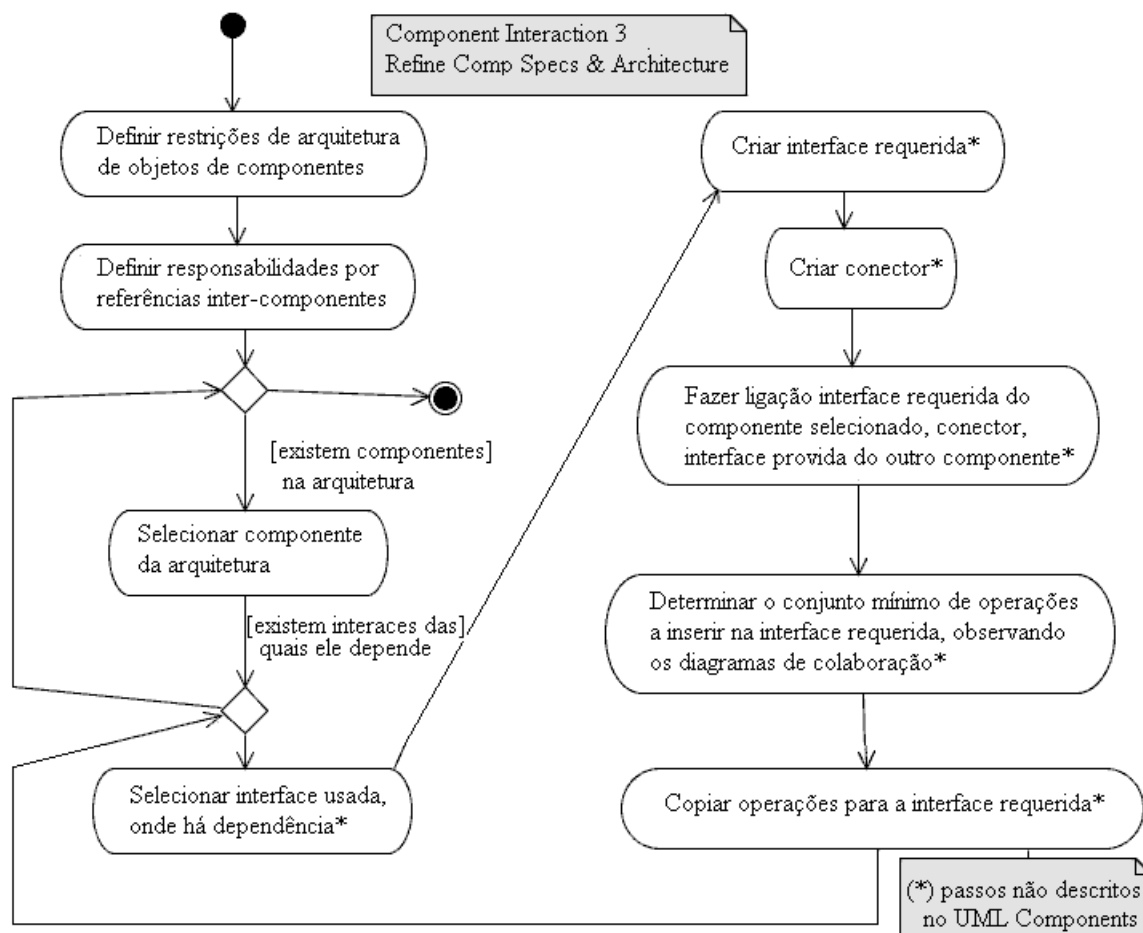 Component Interaction 3
Refine Comp Specs & Architecture
Definir restrições de arquitetura
de objetos de componentes
Definir responsabilidades por
referências inter-componentes
[existem componentes]
na arquitetura
Selecionar componente
da arquitetura
[existem interaces das]
quais ele depende
Selecionar interface usada,
onde há dependência*
Criar interface requerida*
Criar conector*
Fazer ligação interface requerida do
componente selecionado, conector,
interface provida do outro componente*
Determinar o conjunto mínimo de operações
a inserir na interface requerida, observando
os diagramas de colaboração*
Copiar operações para a interface requerida*
(*) passos não descritos
no UML Components